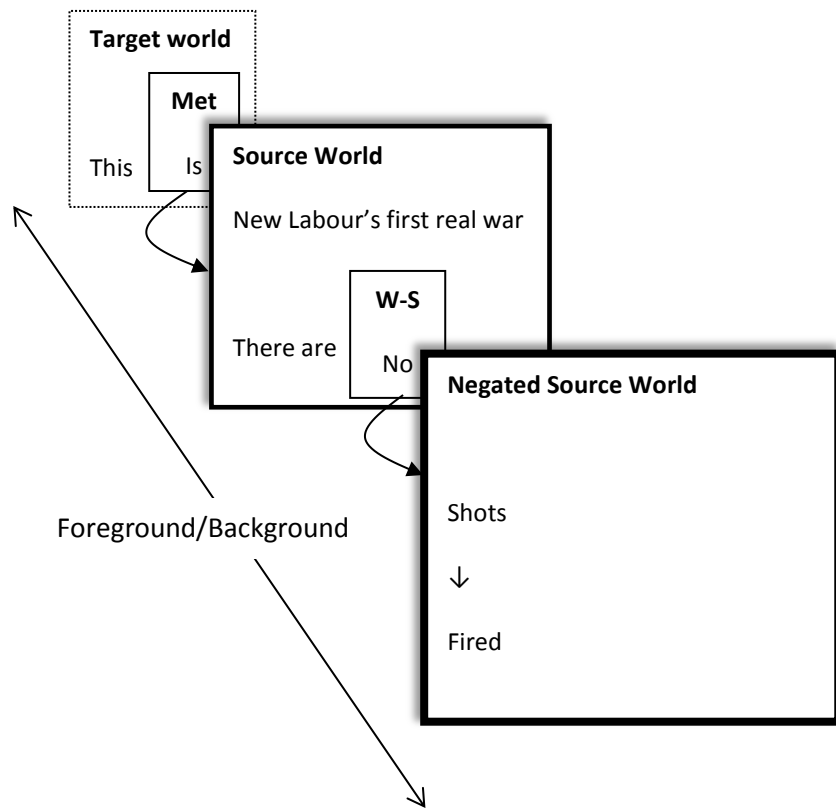 Target world
Met
This
Is
Source World
New Labour’s first real war
W-S
There are
No
Negated Source World
Shots
↓
Fired
Foreground/Background